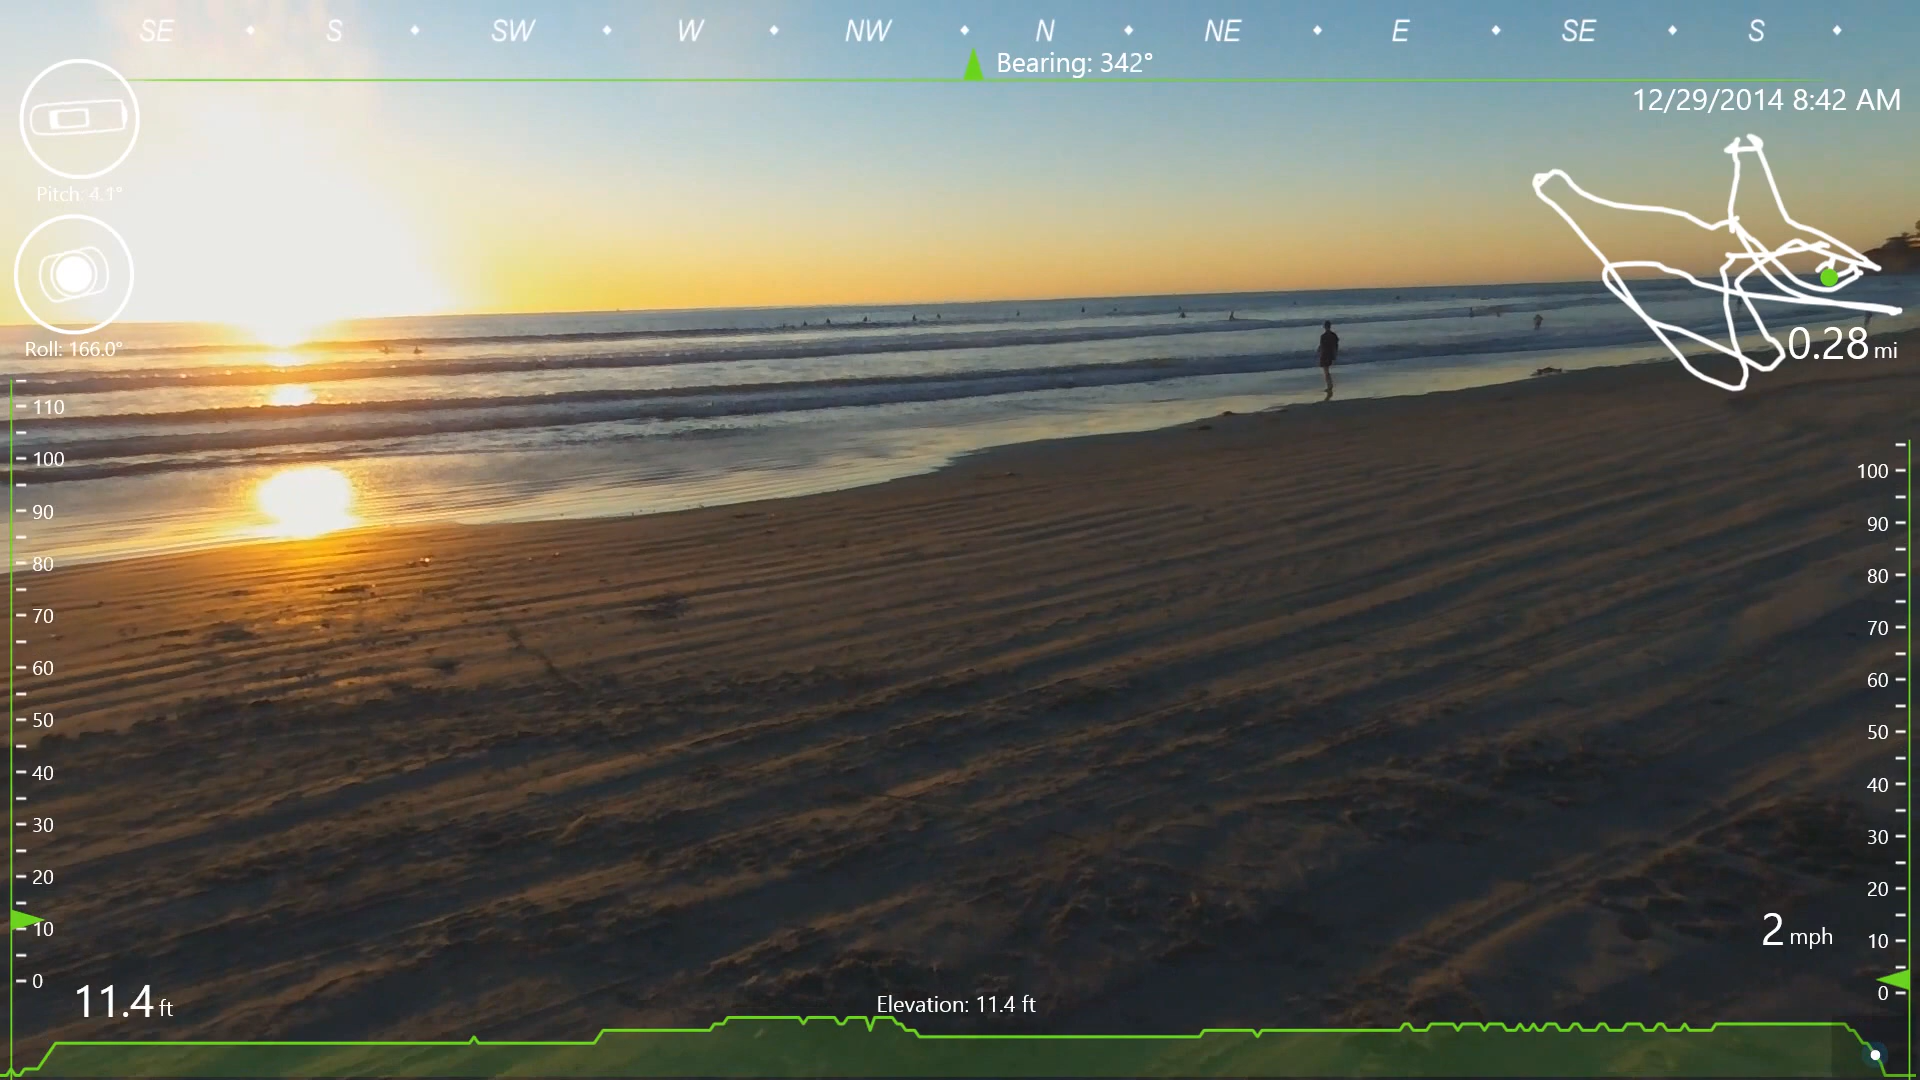 SE S SW W NW N NE E SE S
Bearing: 342°
12/29/2014 8:42 AM
Pitch: 4.1°
Roll: 166.0°
0.28 mi
110
100
90
80
70
60
50
40
30
20
10
0
100
90
80
70
60
50
40
30
20
10
0
2 mph
11.4 ft
Elevation: 11.4 ft